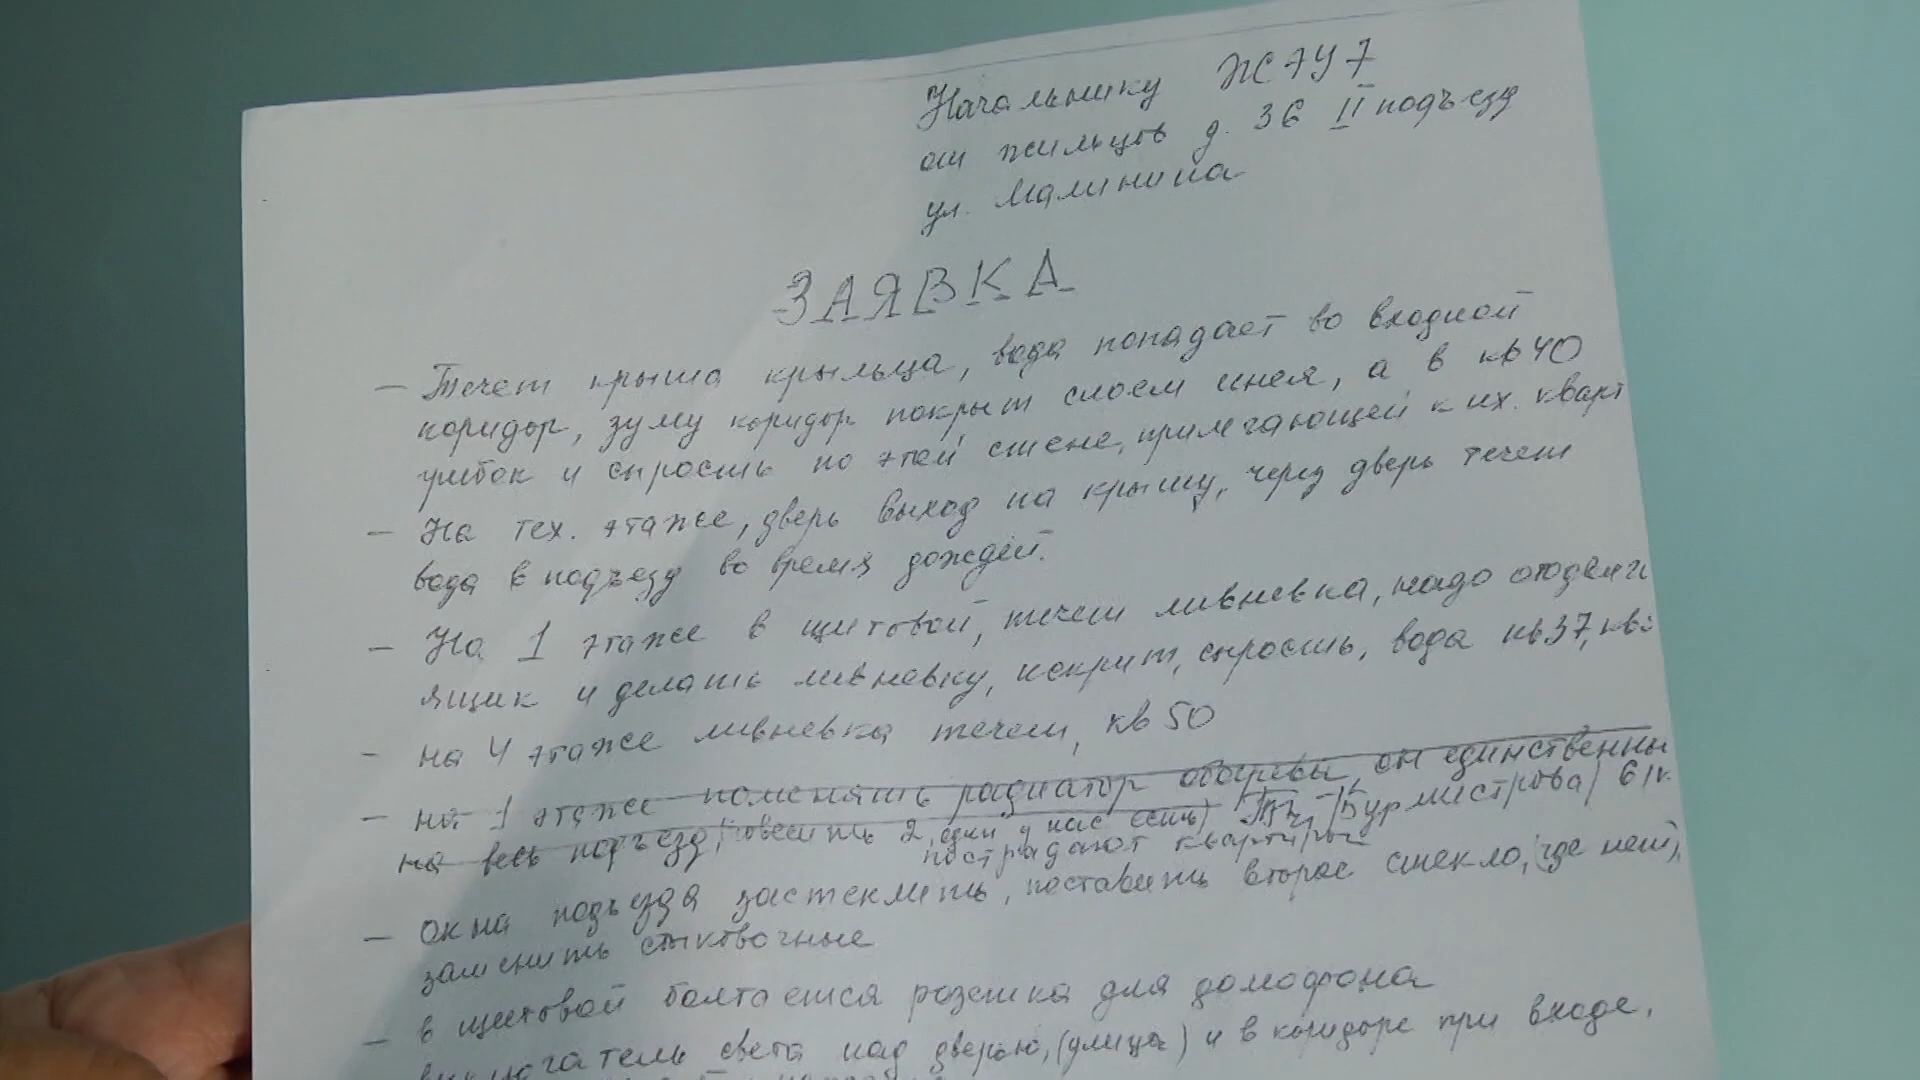 Начальнику ЖЭУ 7
от жильцов д. 36 II подъезд
ул. Малинина
ЗАЯВКА
— Течет крыша крыльца, вода попадает во входной
коридор, зиму коридор покрыт слоем инея, а в кв 40
грибок и сырость по этой стене, прилегающей к их. кварт
— На тех. этаже, дверь выход на крышу, через дверь течет
вода в подъезд во время дождей.
— На 1 этаже в щитовой, течет ливневка, надо
ящик и делать ливневку, искрит, сырость, вода кв 37, кв
- на 4 этаже ливневка течет, кв 50
- на 1 этаже поменять радиатор обогрева, он единственны
на весь подъезд, (повесить 2, один у нас есть) /Бурмистрова/
пострадают квартиры
— окна подъезда застеклить, поставить второе стекло, (где нет),
заменить стыковочные
— в щитовой болтается розетка для домофона
выключатель света над дверью, (улица) и в коридоре при входе,